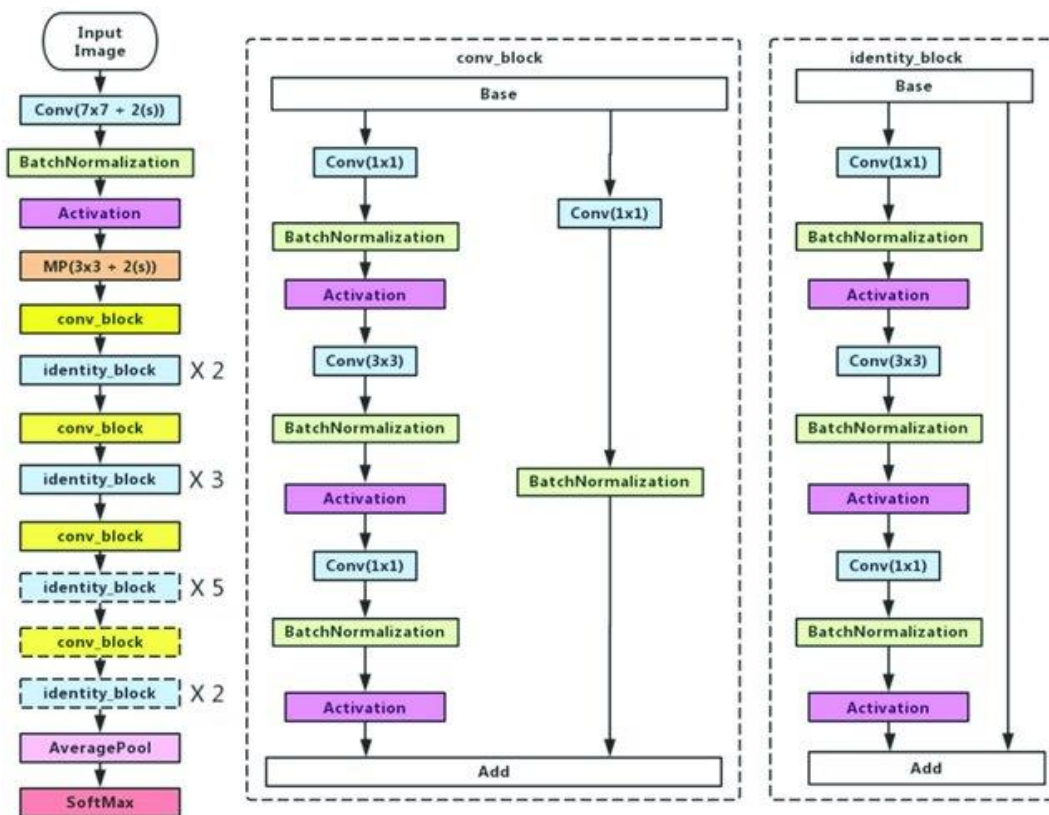 Input
Image
Conv(7x7 + 2(s))
BatchNormalization
Activation
MP(3x3 + 2(s))
conv_block
identity_block X 2
conv_block
identity_block X 3
conv_block
identity_block X 5
conv_block
identity_block X 2
AveragePool
SoftMax
conv_block
Base
Conv(1x1)
BatchNormalization
Activation
Conv(3x3)
BatchNormalization
Activation
Conv(1x1)
BatchNormalization
Activation
Conv(1x1)
BatchNormalization
Add
identity_block
Base
Conv(1x1)
BatchNormalization
Activation
Conv(3x3)
BatchNormalization
Activation
Conv(1x1)
BatchNormalization
Activation
Add